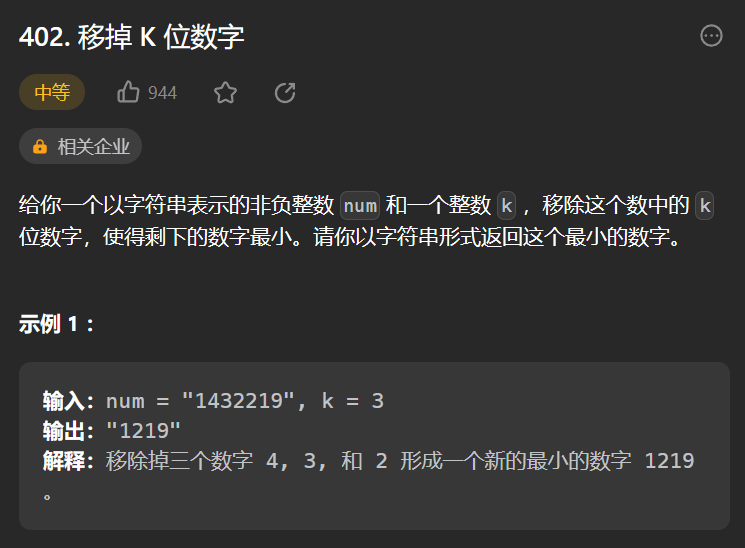 402. 移掉 K 位数字
中等 944
相关企业
给你一个以字符串表示的非负整数 num 和一个整数 k ，移除这个数中的 k
位数字，使得剩下的数字最小。请你以字符串形式返回这个最小的数字。
示例 1 ：
输入：num = "1432219", k = 3
输出："1219"
解释：移除掉三个数字 4, 3, 和 2 形成一个新的最小的数字 1219
。